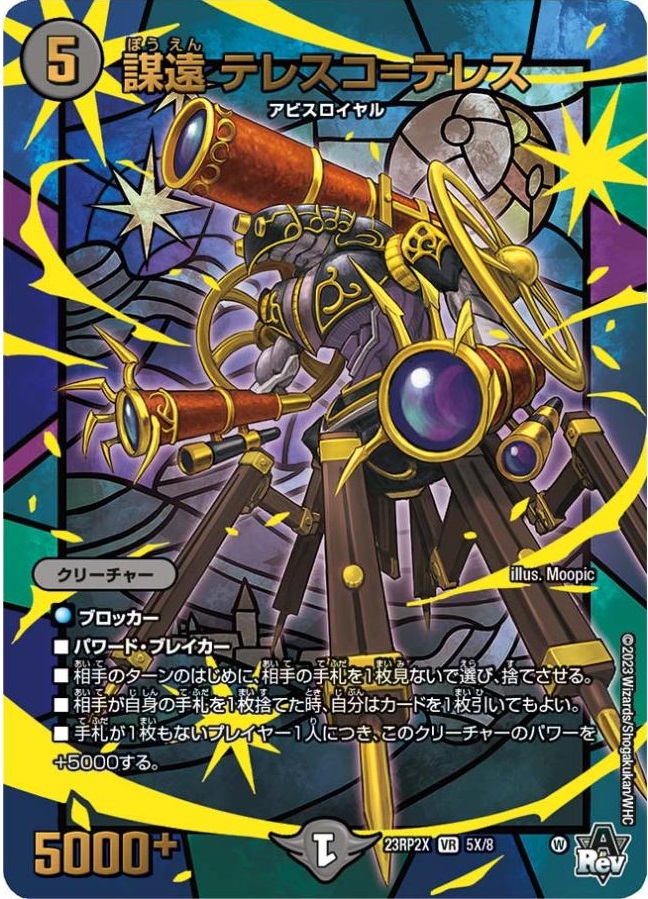 5
ぼうえん
謀遠 テレスコ=テレス
アビスロイヤル
クリーチャー
illus. Moopic
ブロッカー
■パワード・ブレイカー
■相手のターンのはじめに、相手の手札を1枚見ないで選び、捨てさせる。
■相手が自身の手札を1枚捨てた時、自分はカードを1枚引いてもよい。
■手札が1枚もないプレイヤー1人につき、このクリーチャーのパワーを
+5000する。
©2023 Wizards/Shogakukan/WHC
5000+
1
23RP2X VR 5X/8
W
A
Rev